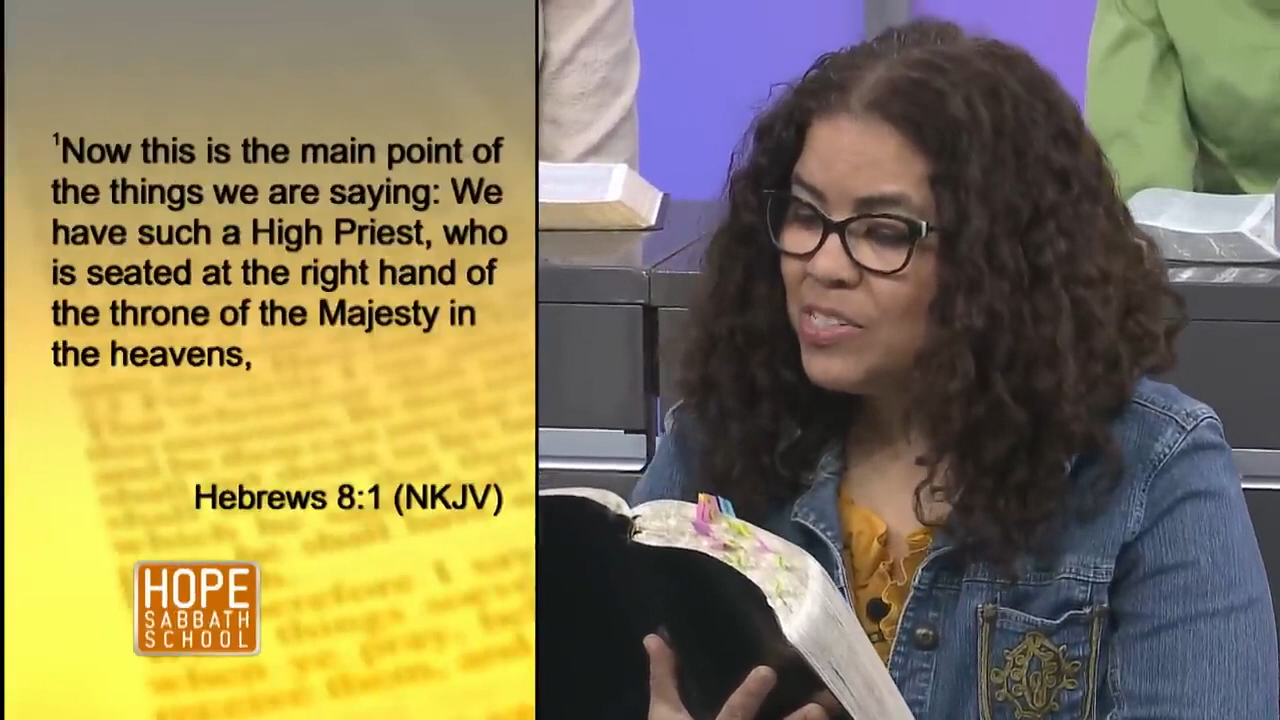 ¹Now this is the main point of
the things we are saying: We
have such a High Priest, who
is seated at the right hand of
the throne of the Majesty in
the heavens,
Hebrews 8:1 (NKJV)
HOPE
SABBATH
SCHOOL